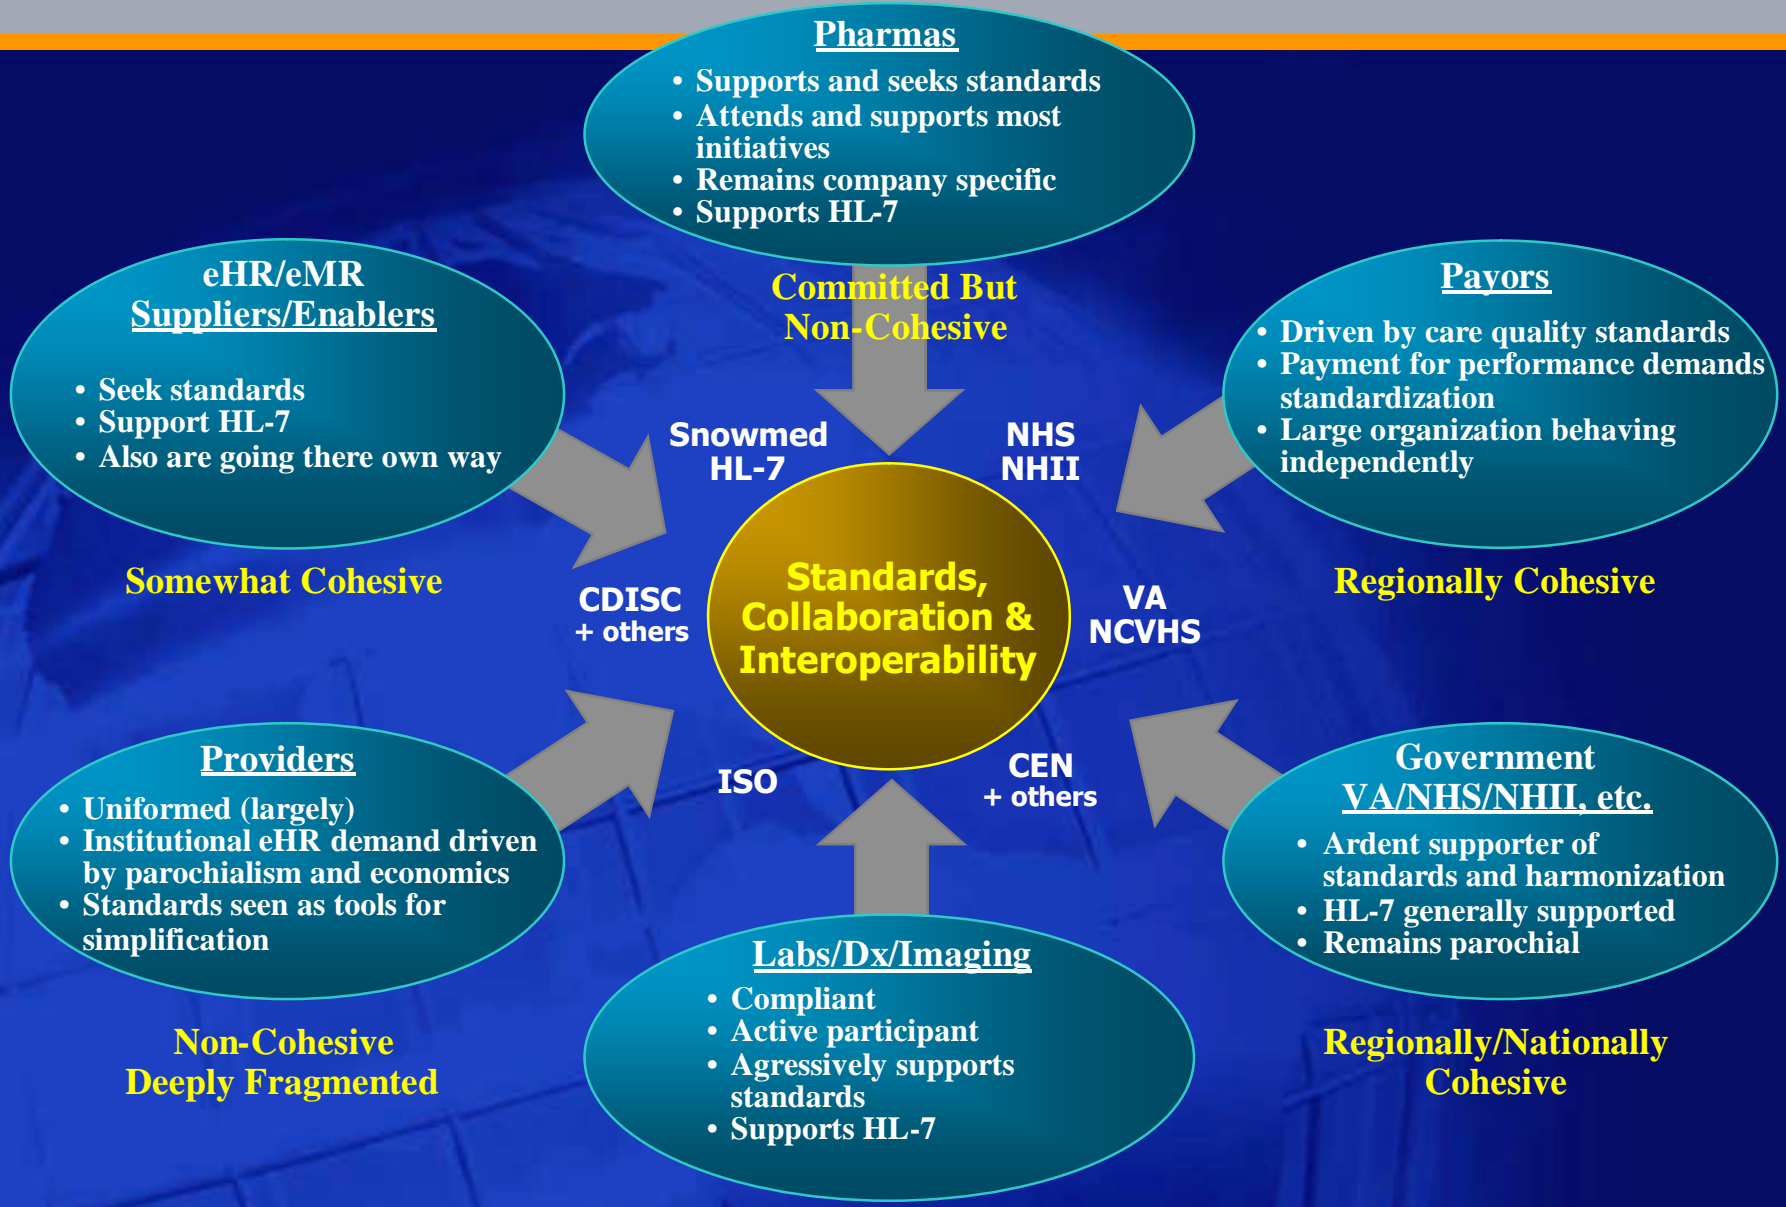 Pharmas
• Supports and seeks standards
• Attends and supports most
initiatives
• Remains company specific
• Supports HL-7
Committed But
Non-Cohesive
eHR/eMR
Suppliers/Enablers
• Seek standards
• Support HL-7
• Also are going there own way
Somewhat Cohesive
Payors
• Driven by care quality standards
• Payment for performance demands
standardization
• Large organization behaving
independently
Regionally Cohesive
Snowmed
HL-7
NHS
NHII
CDISC
+ others
Standards,
Collaboration &
Interoperability
VA
NCVHS
ISO
CEN
+ others
Providers
• Uniformed (largely)
• Institutional eHR demand driven
by parochialism and economics
• Standards seen as tools for
simplification
Non-Cohesive
Deeply Fragmented
Labs/Dx/Imaging
• Compliant
• Active participant
• Agressively supports
standards
• Supports HL-7
Government
VA/NHS/NHII, etc.
• Ardent supporter of
standards and harmonization
• HL-7 generally supported
• Remains parochial
Regionally/Nationally
Cohesive